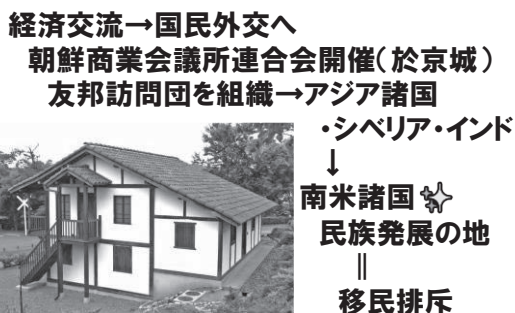 経済交流→国民外交へ
朝鮮商業会議所連合会開催(於京城)
友邦訪問団を組織→アジア諸国
・シベリア・インド
↓
南米諸国
民族発展の地
||
移民排斥